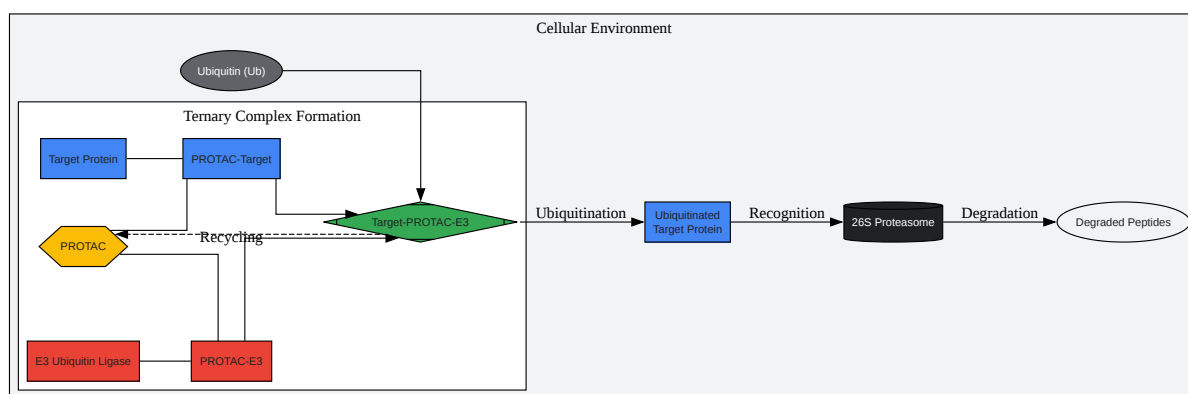 Cellular Environment
Ubiquitin (Ub)
Ternary Complex Formation
Target Protein
PROTAC-Target
Target-PROTAC-E3
Ubiquitination
Ubiquitinated
Target Protein
Recognition
26S Proteasome
Degradation
Degraded Peptides
Recycling
PROTAC
E3 Ubiquitin Ligase
PROTAC-E3